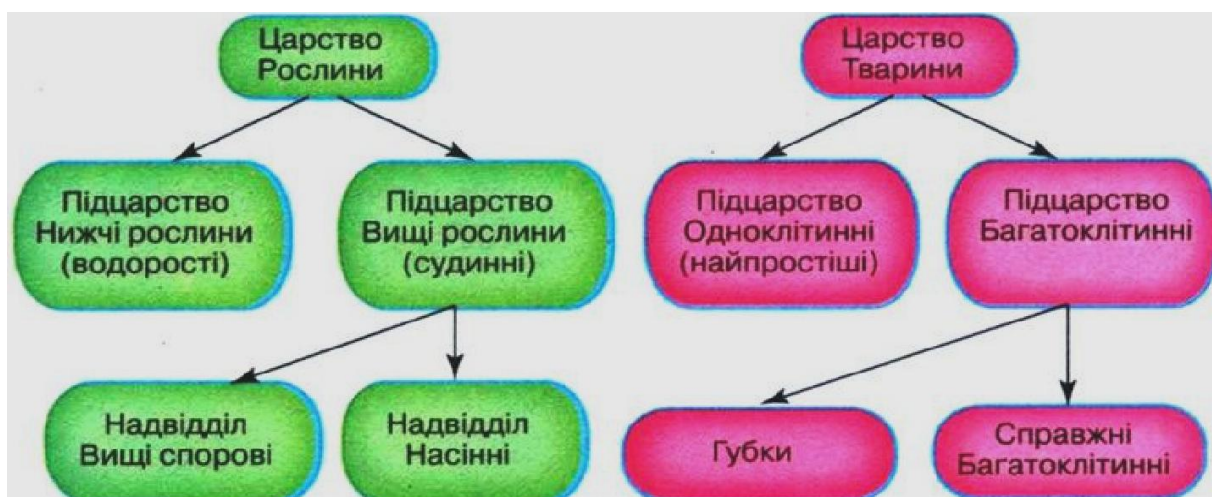 Царство
Рослини
Царство
Тварини
Підцарство
Нижчі рослини
(водорості)
Підцарство
Вищі рослини
(судинні)
Підцарство
Одноклітинні
(найпростіші)
Підцарство
Багатоклітинні
Надвідділ
Вищі спорові
Надвідділ
Насінні
Губки
Справжні
Багатоклітинні